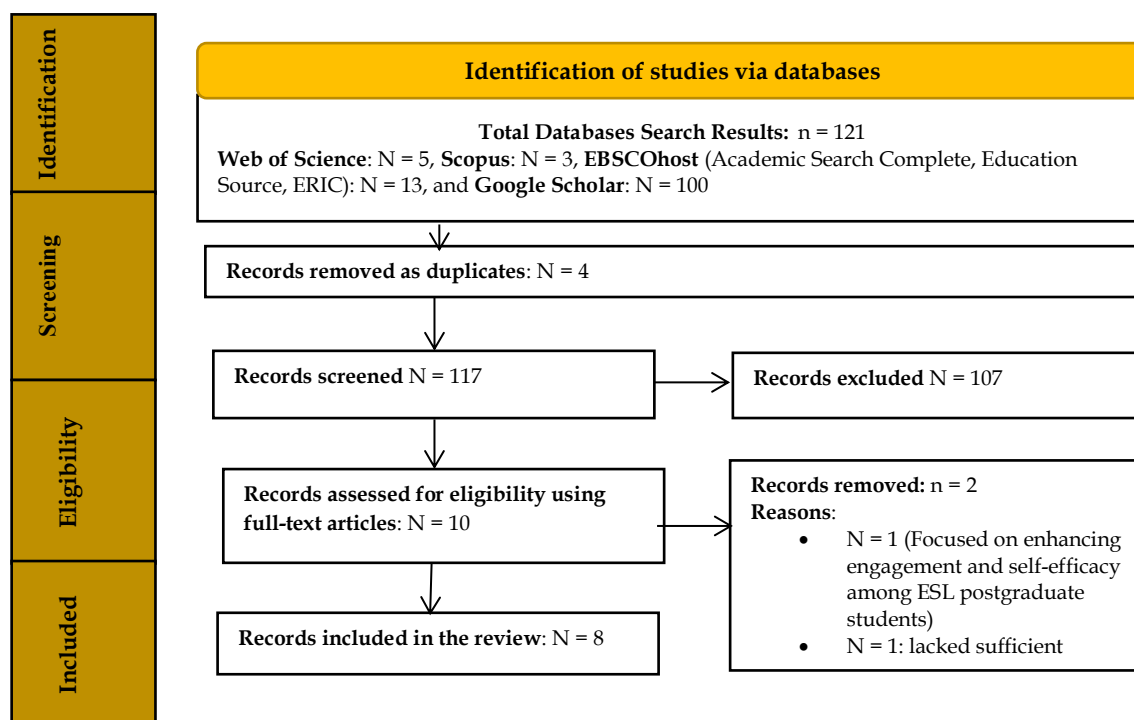 Identification
Identification of studies via databases
Total Databases Search Results: n = 121
Web of Science: N = 5, Scopus: N = 3, EBSCOhost (Academic Search Complete, Education
Source, ERIC): N = 13, and Google Scholar: N = 100
Screening
Records removed as duplicates: N = 4
Records screened N = 117
Records excluded N = 107
Eligibility
Records assessed for eligibility using
full-text articles: N = 10
Records removed: n = 2
Reasons:
• N = 1 (Focused on enhancing
engagement and self-efficacy
among ESL postgraduate
students)
• N = 1: lacked sufficient
Included
Records included in the review: N = 8